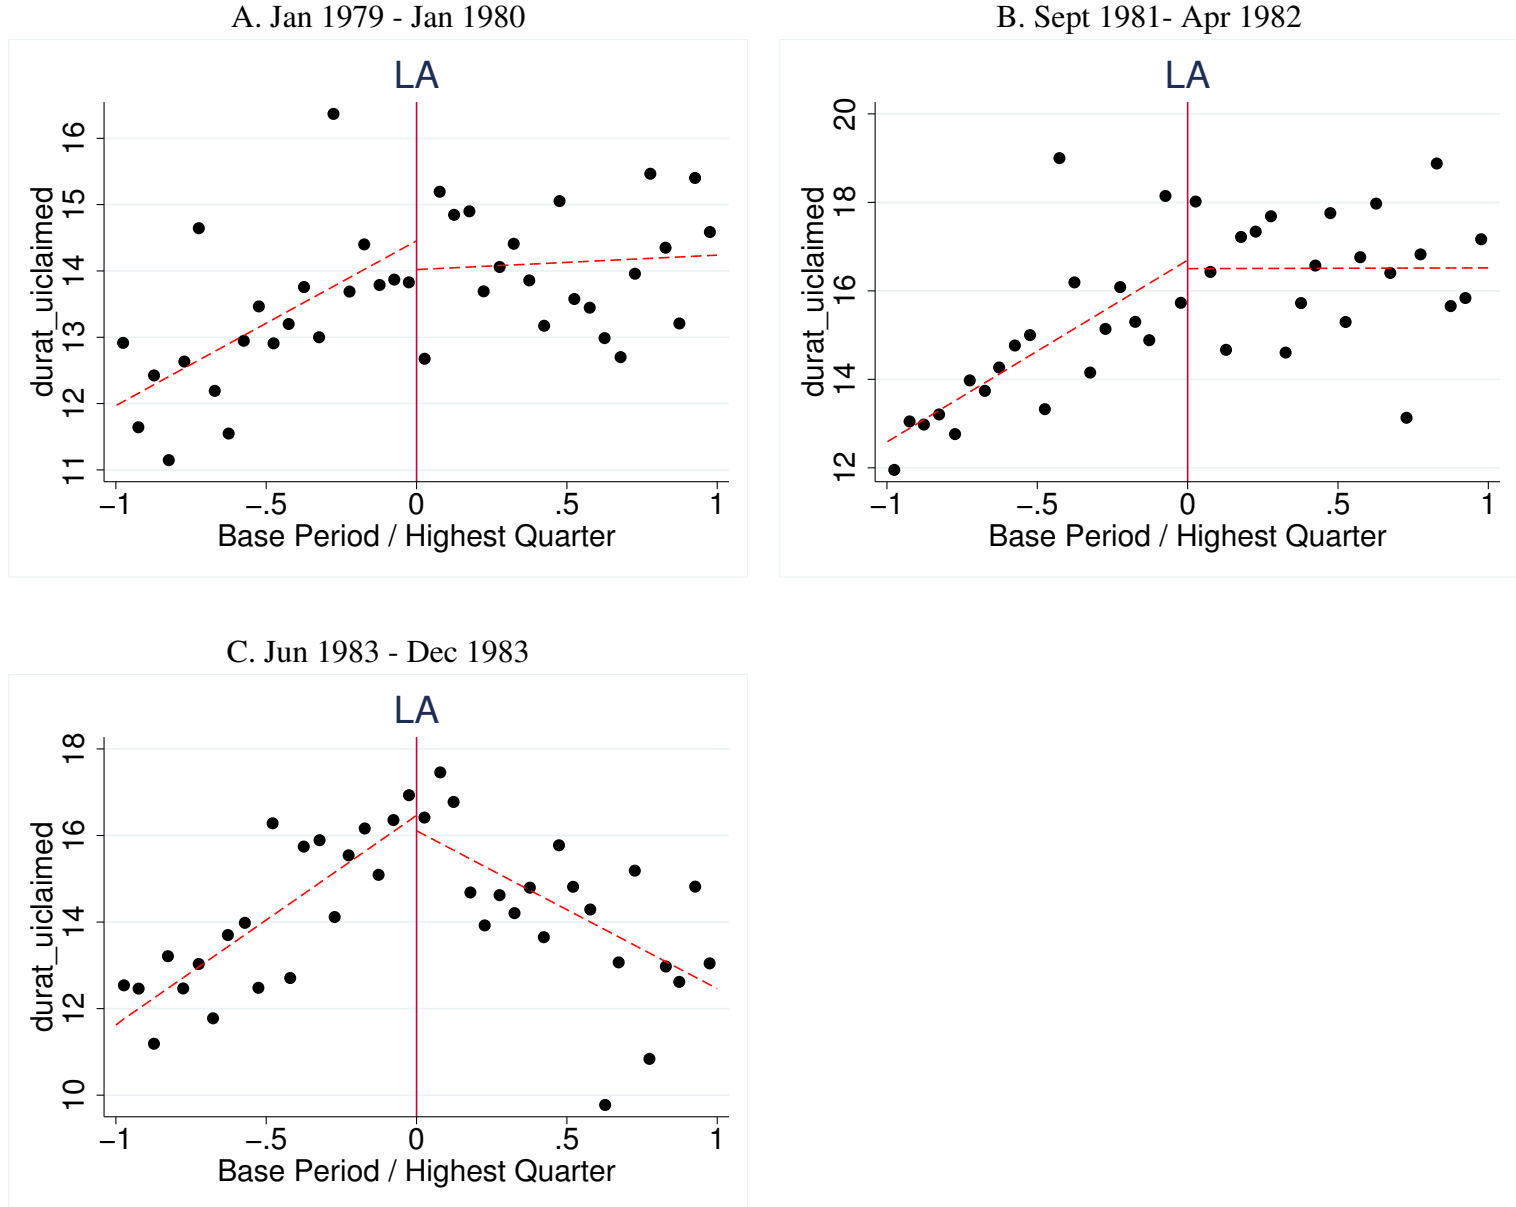 A. Jan 1979 - Jan 1980
LA
durat_uiclaimed
16
15
14
13
12
11
−1
−.5
0
.5
1
Base Period / Highest Quarter
B. Sept 1981- Apr 1982
LA
durat_uiclaimed
20
18
16
14
12
−1
−.5
0
.5
1
Base Period / Highest Quarter
C. Jun 1983 - Dec 1983
LA
durat_uiclaimed
18
16
14
12
10
−1
−.5
0
.5
1
Base Period / Highest Quarter